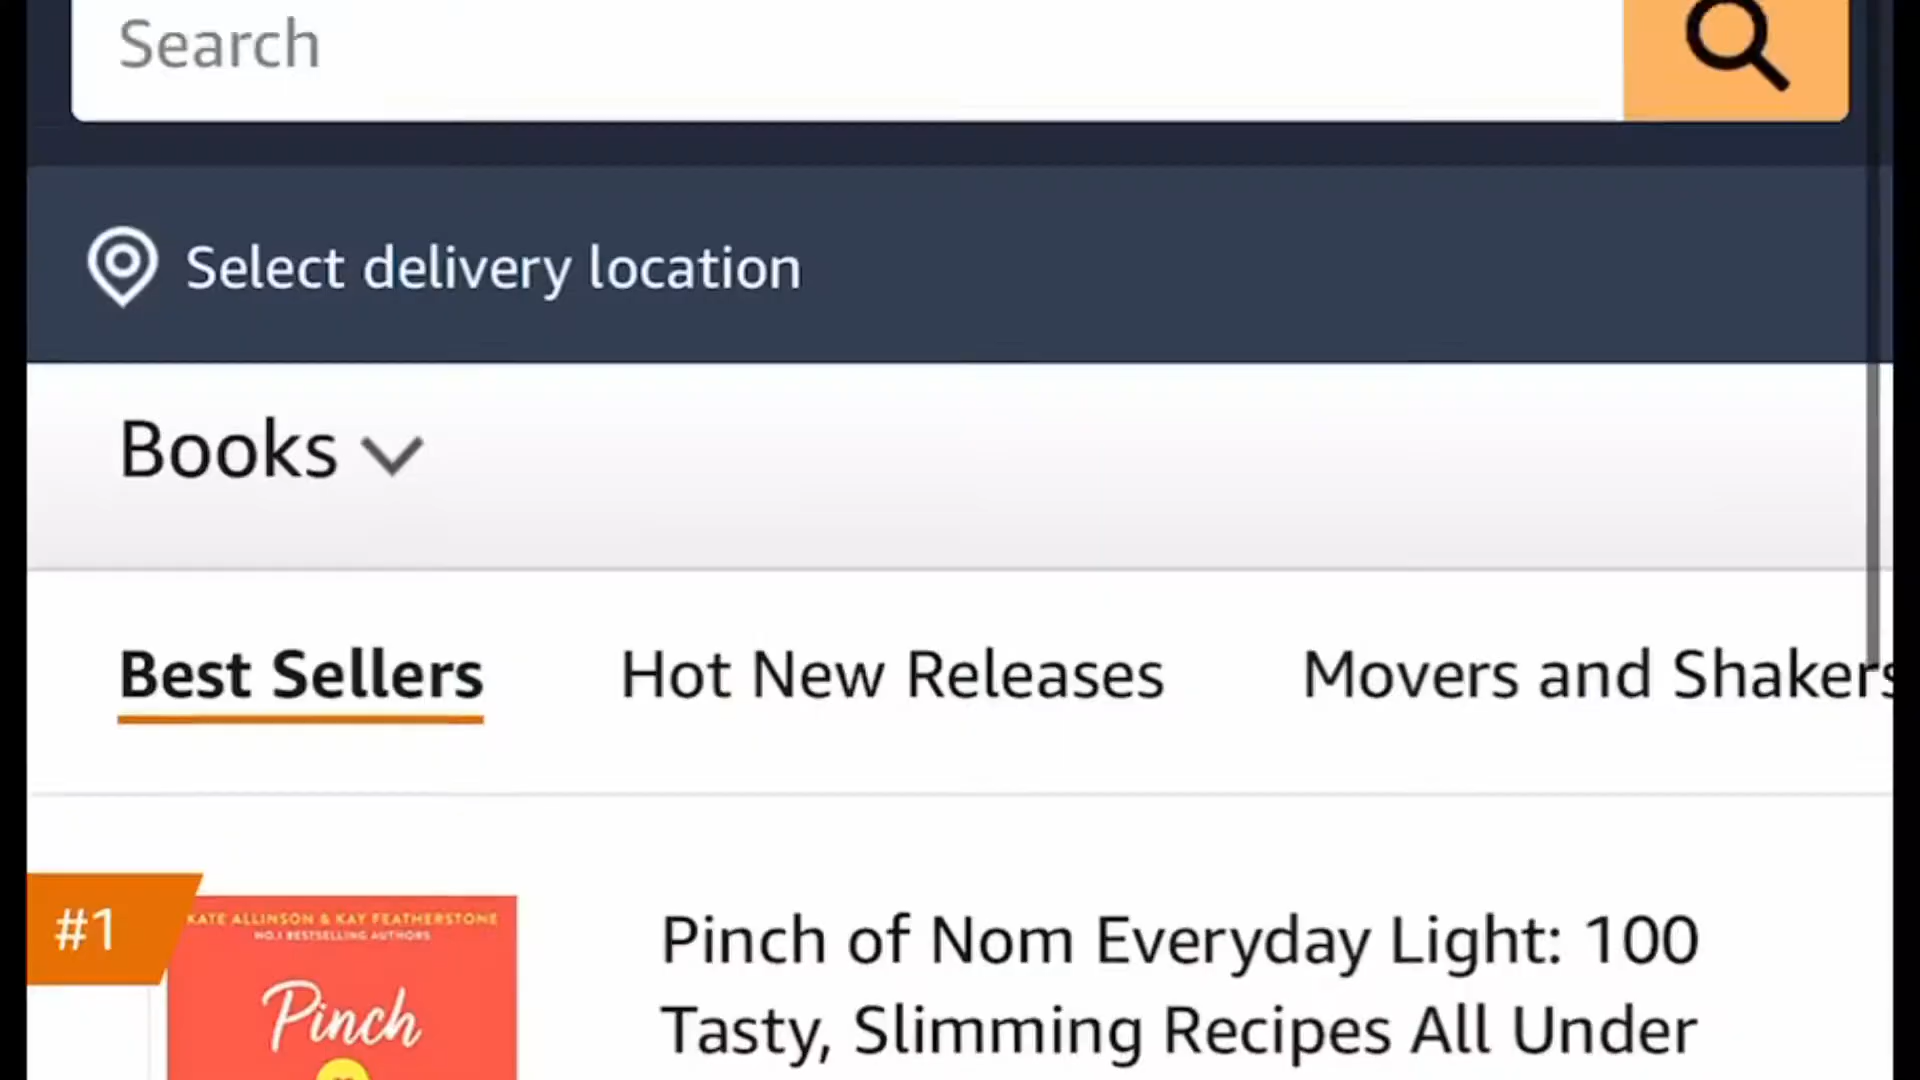 Search
Select delivery location
Books
Best Sellers
Hot New Releases
Movers and Shakers
#1
KATE ALLINSON & KAY FEATHERSTONE
NO.1 BESTSELLING AUTHORS
Pinch
Pinch of Nom Everyday Light: 100
Tasty, Slimming Recipes All Under